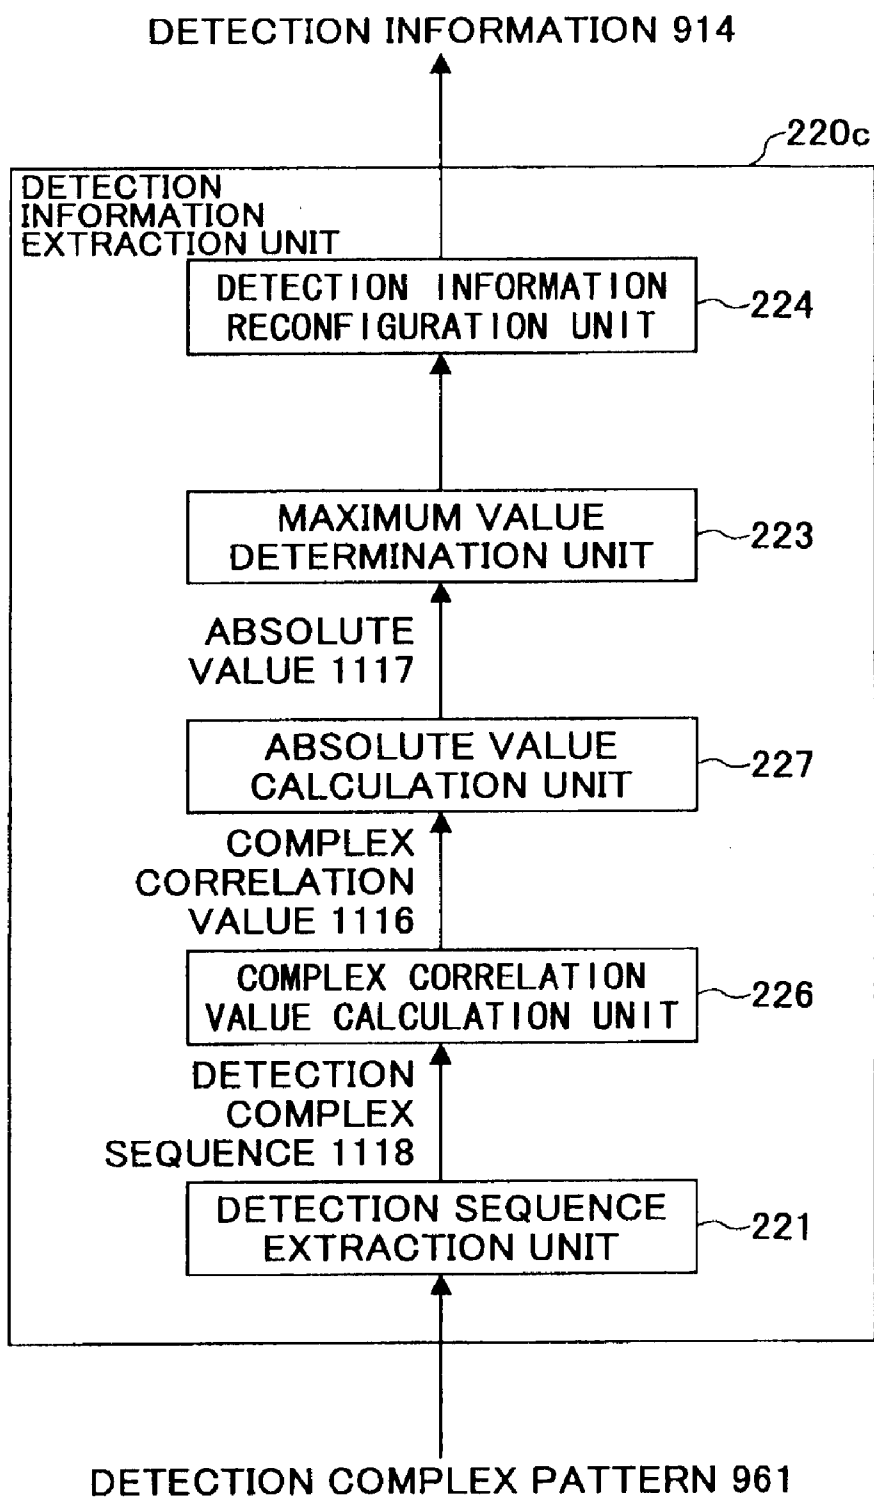 DETECTION INFORMATION 914
220c
DETECTION
INFORMATION
EXTRACTION UNIT
DETECTION INFORMATION
RECONFIGURATION UNIT
224
MAXIMUM VALUE
DETERMINATION UNIT
223
ABSOLUTE
VALUE 1117
ABSOLUTE VALUE
CALCULATION UNIT
227
COMPLEX
CORRELATION
VALUE 1116
COMPLEX CORRELATION
VALUE CALCULATION UNIT
226
DETECTION
COMPLEX
SEQUENCE 1118
DETECTION SEQUENCE
EXTRACTION UNIT
221
DETECTION COMPLEX PATTERN 961